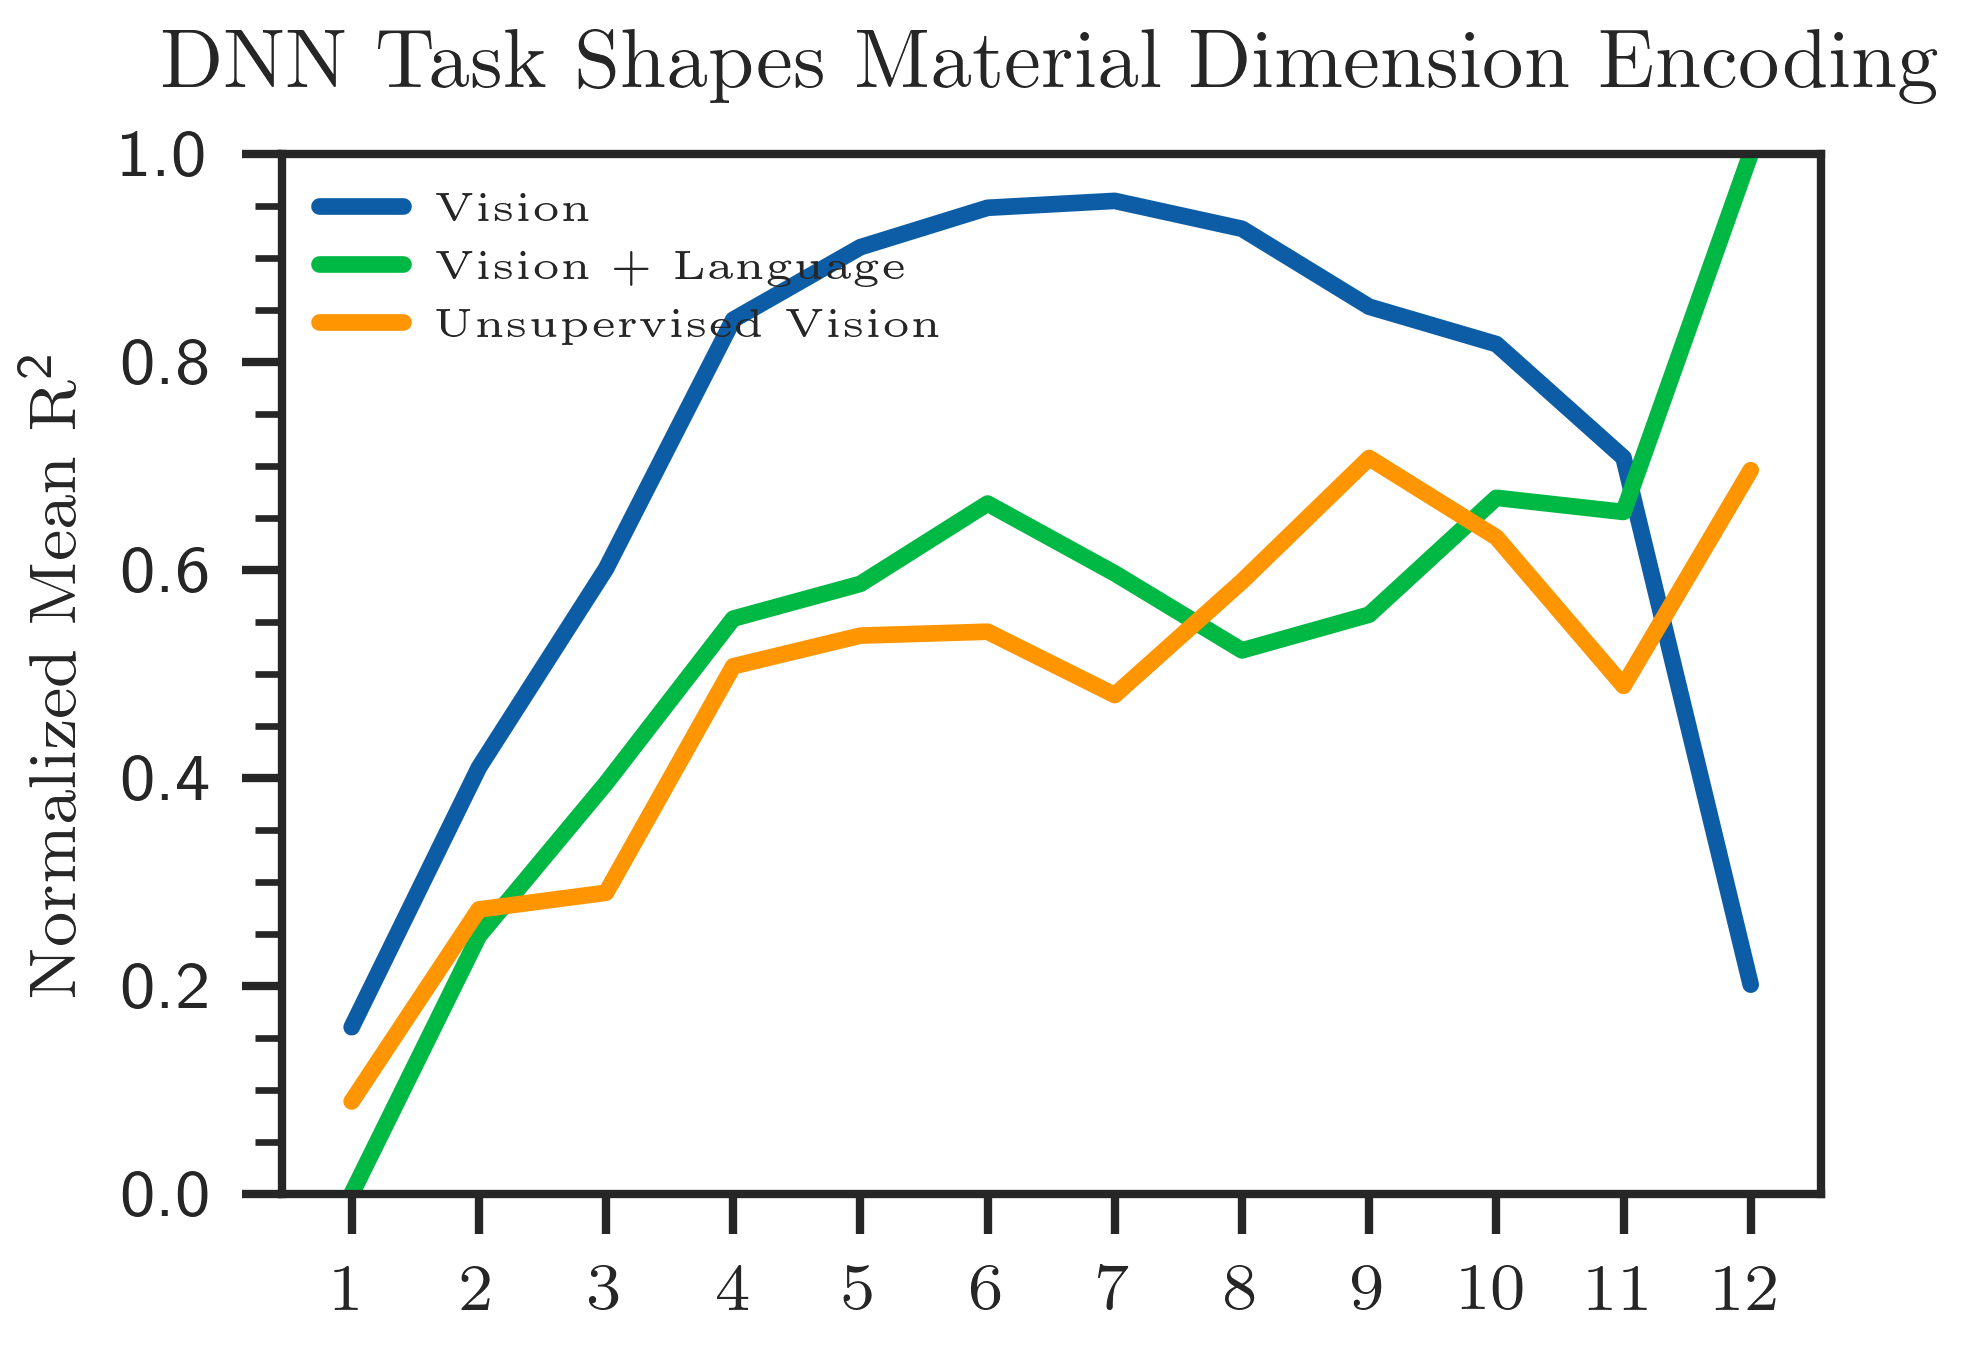 DNN Task Shapes Material Dimension Encoding
Normalized Mean R²
1.0
0.8
0.6
0.4
0.2
0.0
Vision
Vision + Language
Unsupervised Vision
1 2 3 4 5 6 7 8 9 10 11 12